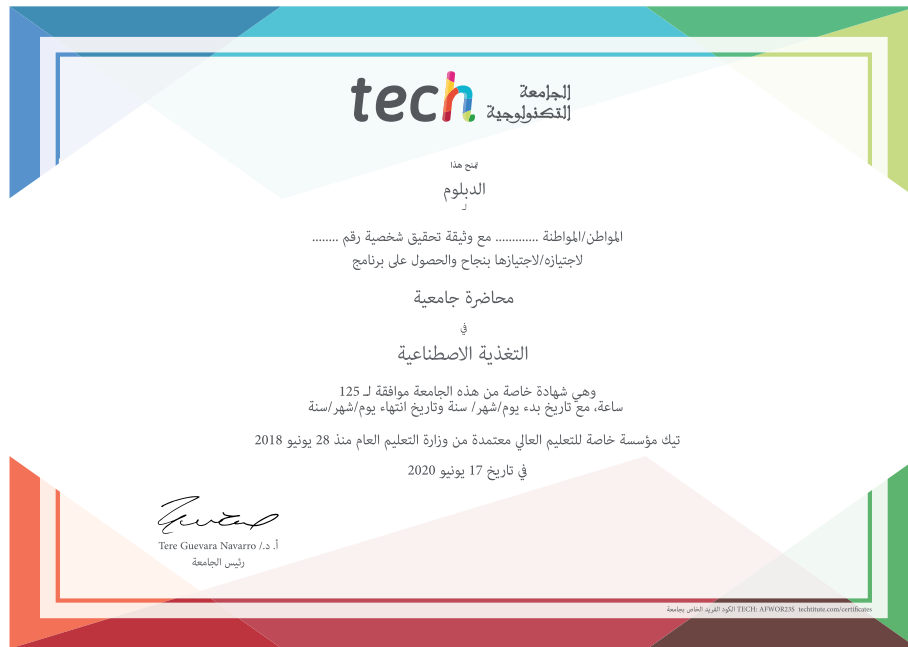 tech الجامعة
التكنولوجية
تمنح هذا
الدبلوم
لـ
المواطن/المواطنة ............. مع وثيقة تحقيق شخصية رقم ........
لاجتيازه/لاجتيازها بنجاح والحصول على برنامج
محاضرة جامعية
في
التغذية الاصطناعية
وهي شهادة خاصة من هذه الجامعة موافقة لـ 125
ساعة، مع تاريخ بدء يوم/شهر/ سنة وتاريخ انتهاء يوم/شهر/سنة
تيك مؤسسة خاصة للتعليم العالي معتمدة من وزارة التعليم العام منذ 28 يونيو 2018
في تاريخ 17 يونيو 2020
أ. د./ Tere Guevara Navarro
رئيس الجامعة
الكود الفريد الخاص بجامعة TECH: AFWOR23S techtitute.com/certificates